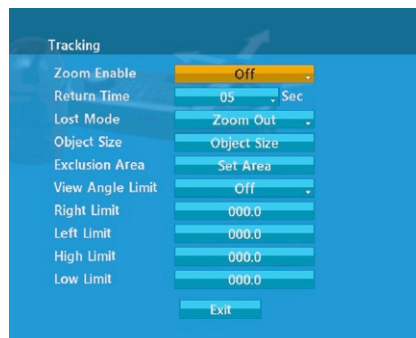 Tracking
Zoom Enable Off
Return Time 05 Sec
Lost Mode Zoom Out
Object Size Object Size
Exclusion Area Set Area
View Angle Limit Off
Right Limit 000.0
Left Limit 000.0
High Limit 000.0
Low Limit 000.0
Exit